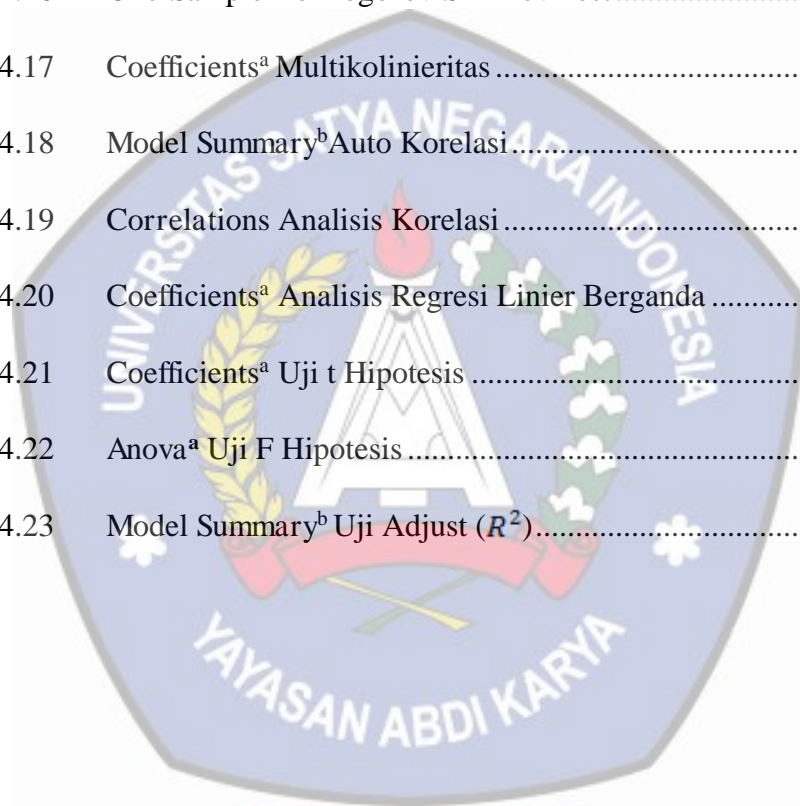 4.17 Coefficientsᵃ Multikolinieritas ........................................
4.18 Model Summaryᵇ Auto Korelasi ........................................
4.19 Correlations Analisis Korelasi ........................................
4.20 Coefficientsᵃ Analisis Regresi Linier Berganda ............
4.21 Coefficientsᵃ Uji t Hipotesis ............................................
4.22 Anovaᵃ Uji F Hipotesis ....................................................
4.23 Model Summaryᵇ Uji Adjust (R²) ...................................
UNIVERSITAS SATYA NEGARA INDONESIA
YAYASAN ABDI KARYA